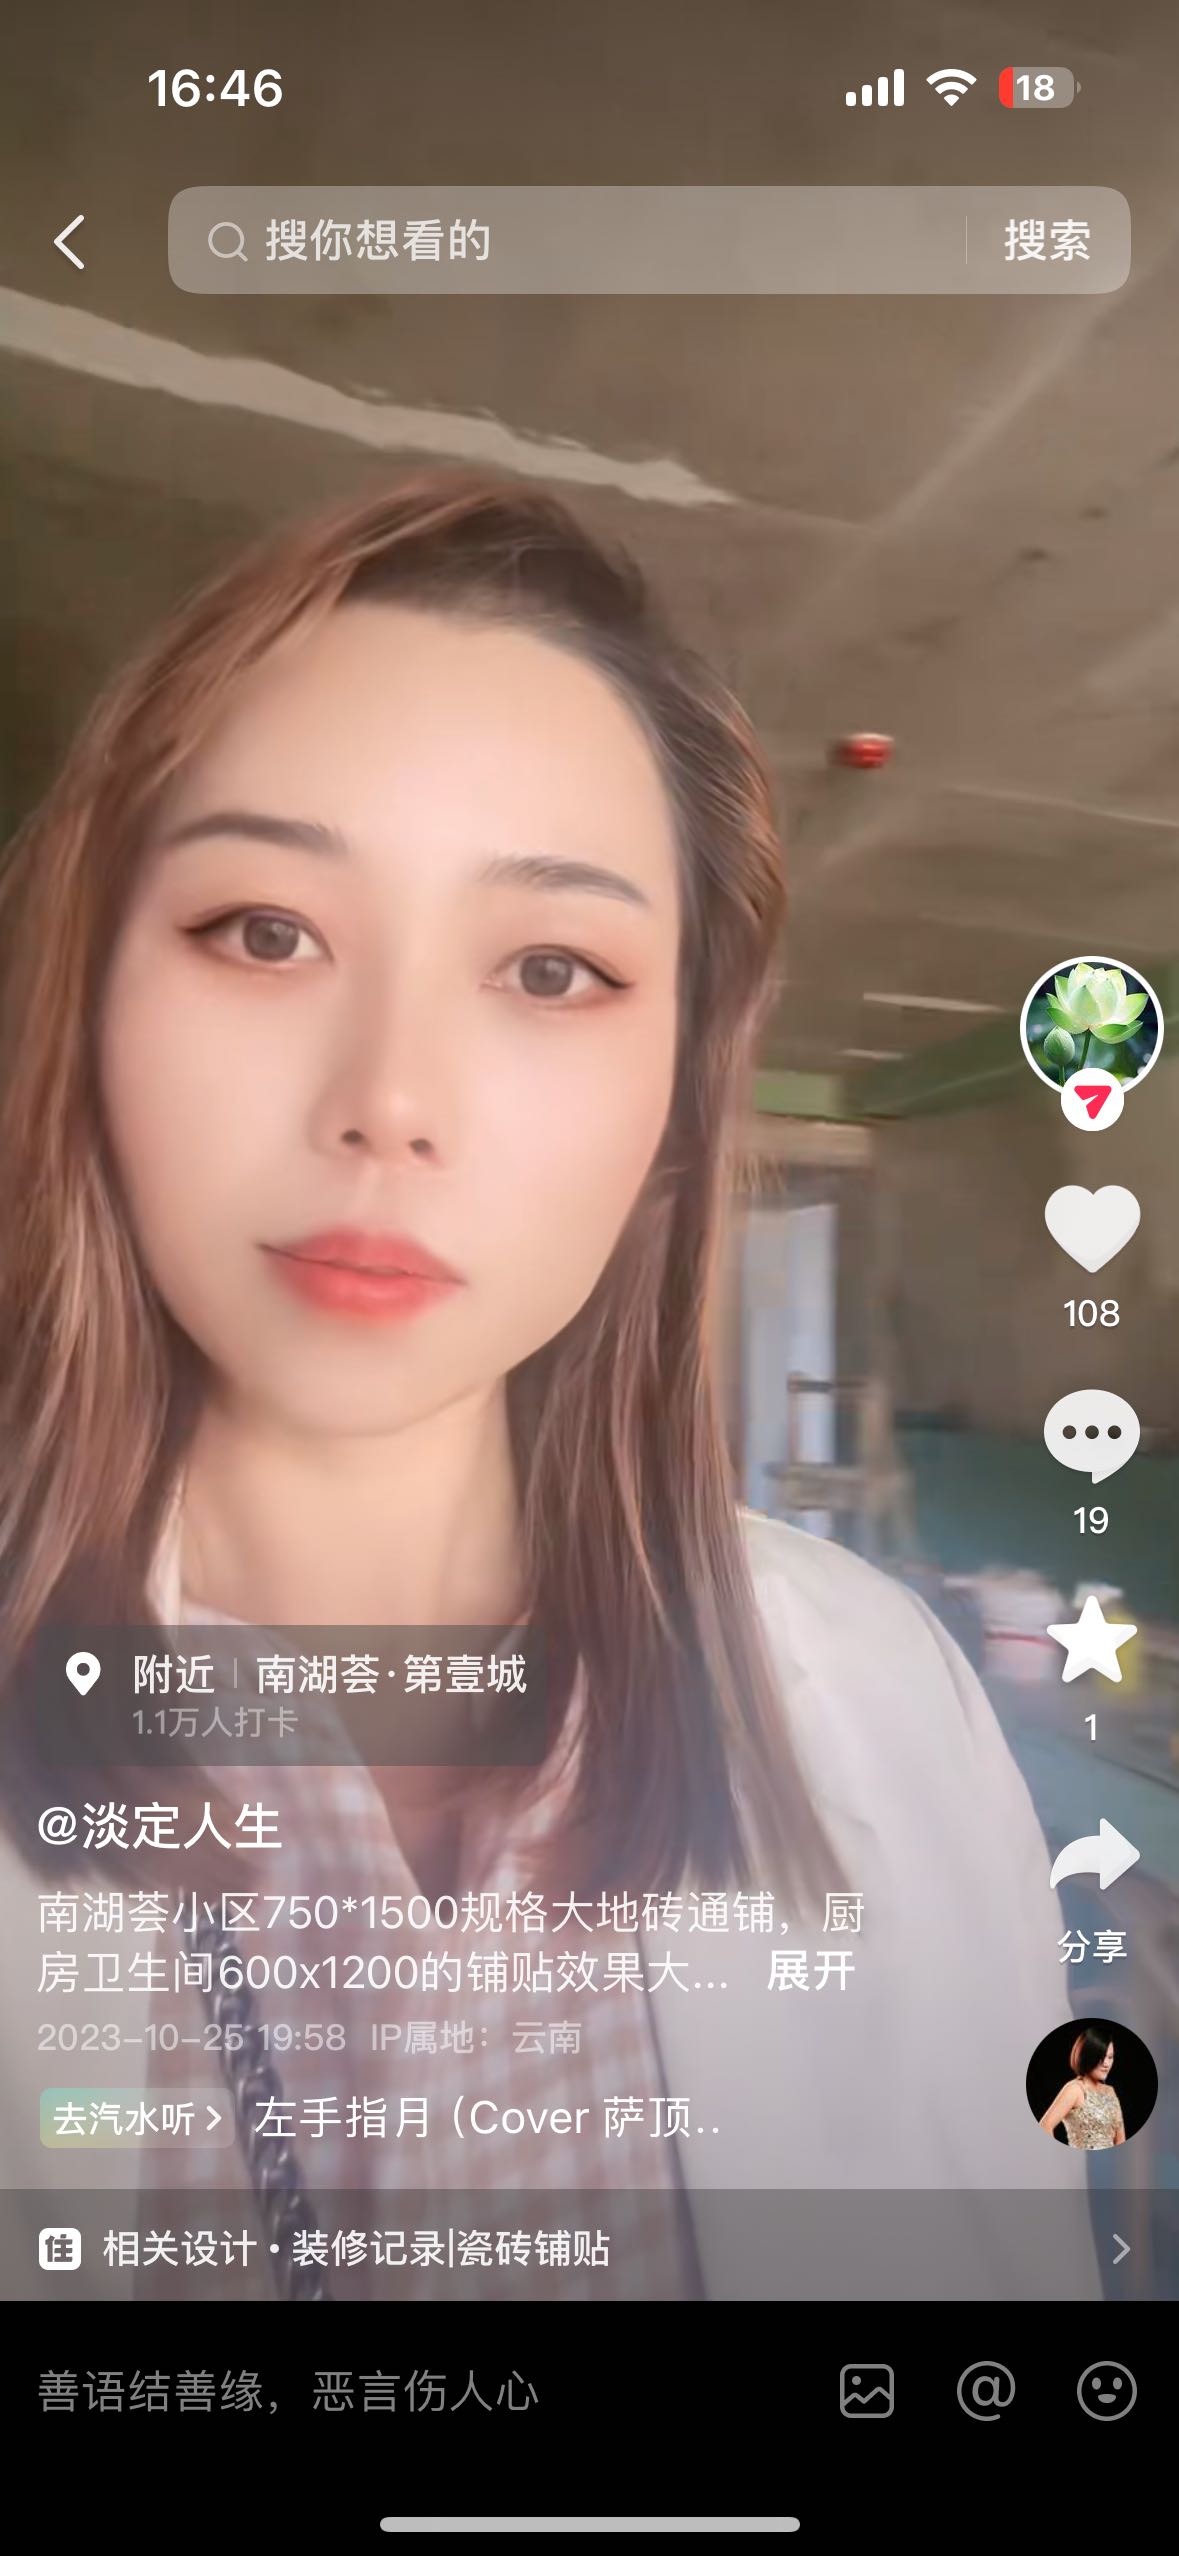 16:46
18
搜你想看的
搜索
108
19
附近 | 南湖荟·第壹城
1.1万人打卡
1
@淡定人生
南湖荟小区750*1500规格大地砖通铺，厨
房卫生间600x1200的铺贴效果大... 展开
分享
2023-10-25 19:58 IP属地：云南
去汽水听 > 左手指月（Cover 萨顶..
住 相关设计·装修记录|瓷砖铺贴
善语结善缘，恶言伤人心